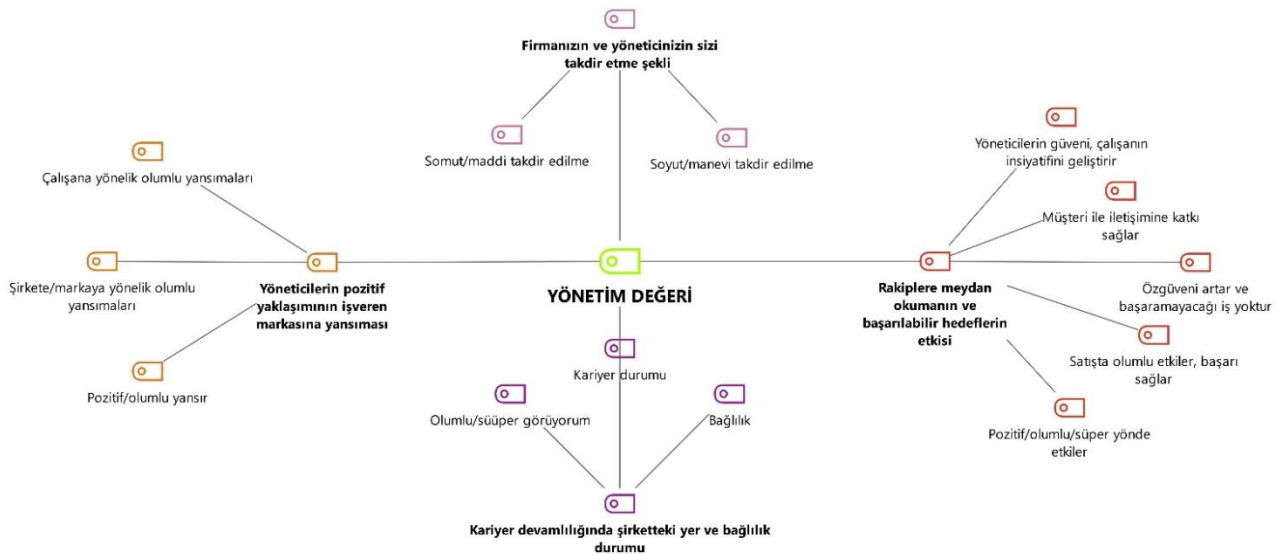 Firmanızın ve yöneticinizin sizi
takdir etme şekli
Somut/maddi takdir edilme
Soyut/manevi takdir edilme
Çalışana yönelik olumlu yansımaları
Şirkete/markaya yönelik olumlu
yansımaları
Pozitif/olumlu yansır
Yöneticilerin pozitif
yaklaşımının işveren
markasına yansıması
YÖNETİM DEĞERİ
Rakiplere meydan
okumanın ve
başarılabilir hedeflerin
etkisi
Yöneticilerin güveni, çalışanın
insiyatifini geliştirir
Müşteri ile iletişimine katkı
sağlar
Özgüveni artar ve
başaramayacağı iş yoktur
Satışta olumlu etkiler, başarı
sağlar
Pozitif/olumlu/süper yönde
etkiler
Kariyer durumu
Olumlu/süüper görüyorum
Bağlılık
Kariyer devamlılığında şirketteki yer ve bağlılık
durumu